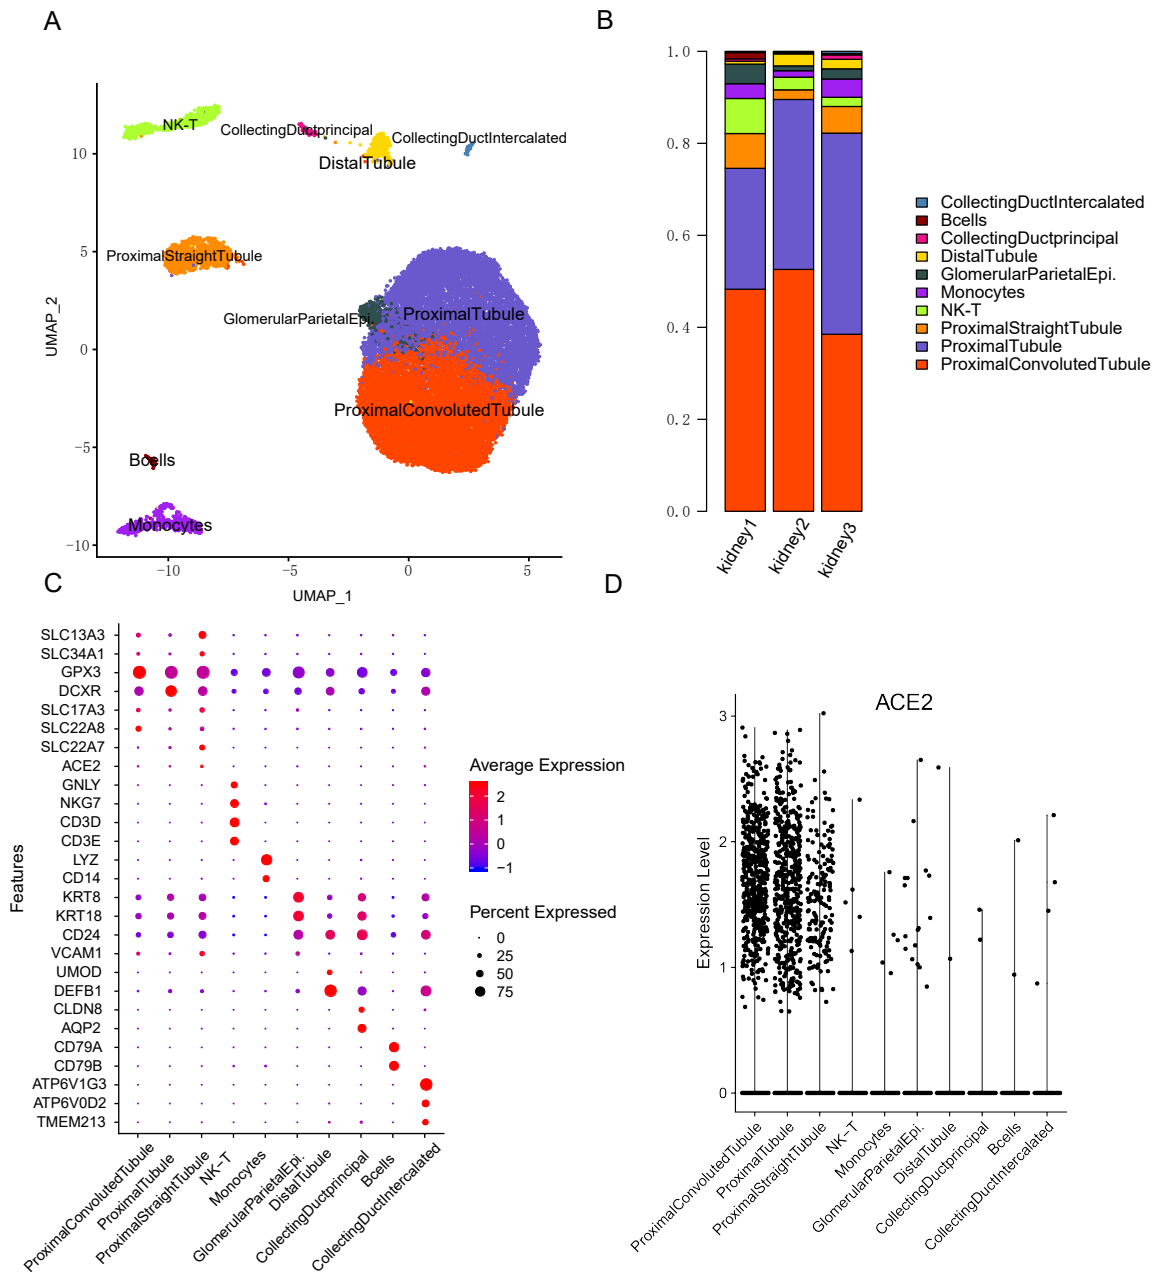 A
UMAP_2
10
5
0
−5
−10
NK-T
CollectingDuctprincipal
CollectingDuctIntercalated
DistalTubule
ProximalStraightTubule
GlomerularParietalEpi.
ProximalTubule
ProximalConvolutedTubule
Bcells
Monocytes
−10
−5
0
5
UMAP_1
B
1.0
0.8
0.6
0.4
0.2
0.0
kidney1
kidney2
kidney3
CollectingDuctIntercalated
Bcells
CollectingDuctprincipal
DistalTubule
GlomerularParietalEpi.
Monocytes
NK-T
ProximalStraightTubule
ProximalTubule
ProximalConvolutedTubule
C
Features
SLC13A3
SLC34A1
GPX3
DCXR
SLC17A3
SLC22A8
SLC22A7
ACE2
GNLY
NKG7
CD3D
CD3E
LYZ
CD14
KRT8
KRT18
CD24
VCAM1
UMOD
DEFB1
CLDN8
AQP2
CD79A
CD79B
ATP6V1G3
ATP6V0D2
TMEM213
ProximalConvolutedTubule
ProximalTubule
ProximalStraightTubule
NK−T
Monocytes
GlomerularParietalEpi.
DistalTubule
CollectingDuctprincipal
Bcells
CollectingDuctIntercalated
Average Expression
2
1
0
−1
Percent Expressed
0
25
50
75
D
ACE2
Expression Level
3
2
1
0
ProximalConvolutedTubule
ProximalTubule
ProximalStraightTubule
NK−T
Monocytes
GlomerularParietalEpi.
DistalTubule
CollectingDuctprincipal
Bcells
CollectingDuctIntercalated